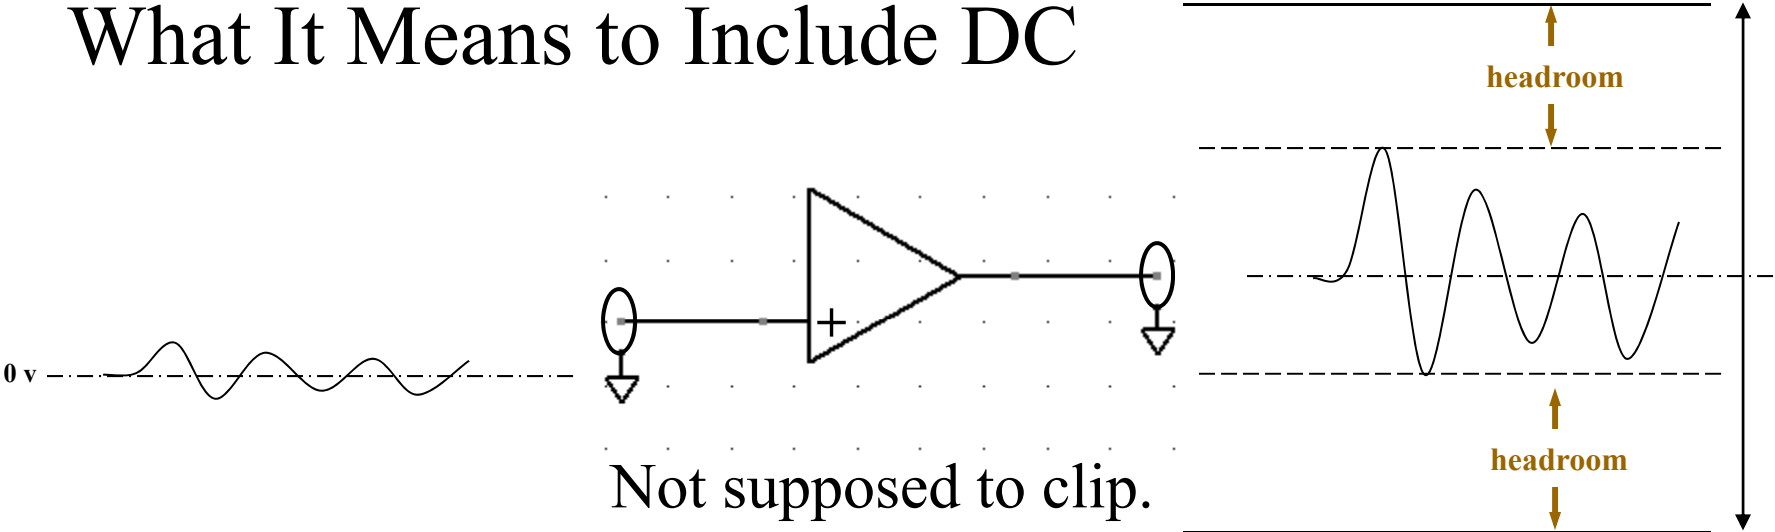 What It Means to Include DC
headroom
+
0 v
headroom
Not supposed to clip.